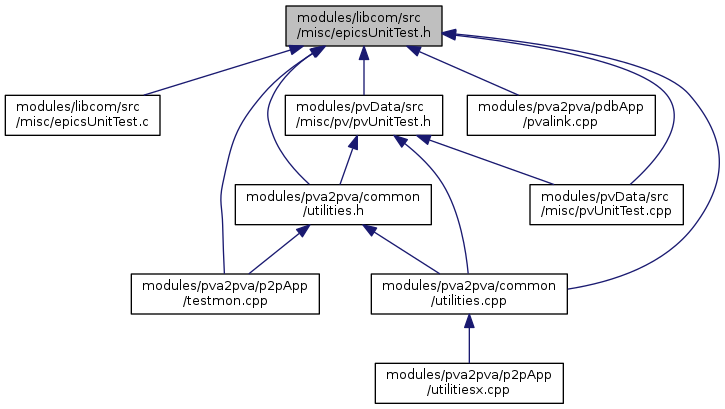 modules/libcom/src
/misc/epicsUnitTest.h
modules/libcom/src
/misc/epicsUnitTest.c
modules/pvData/src
/misc/pv/pvUnitTest.h
modules/pva2pva/pdbApp
/pvalink.cpp
modules/pva2pva/common
/utilities.h
modules/pvData/src
/misc/pvUnitTest.cpp
modules/pva2pva/p2pApp
/testmon.cpp
modules/pva2pva/common
/utilities.cpp
modules/pva2pva/p2pApp
/utilitiesx.cpp